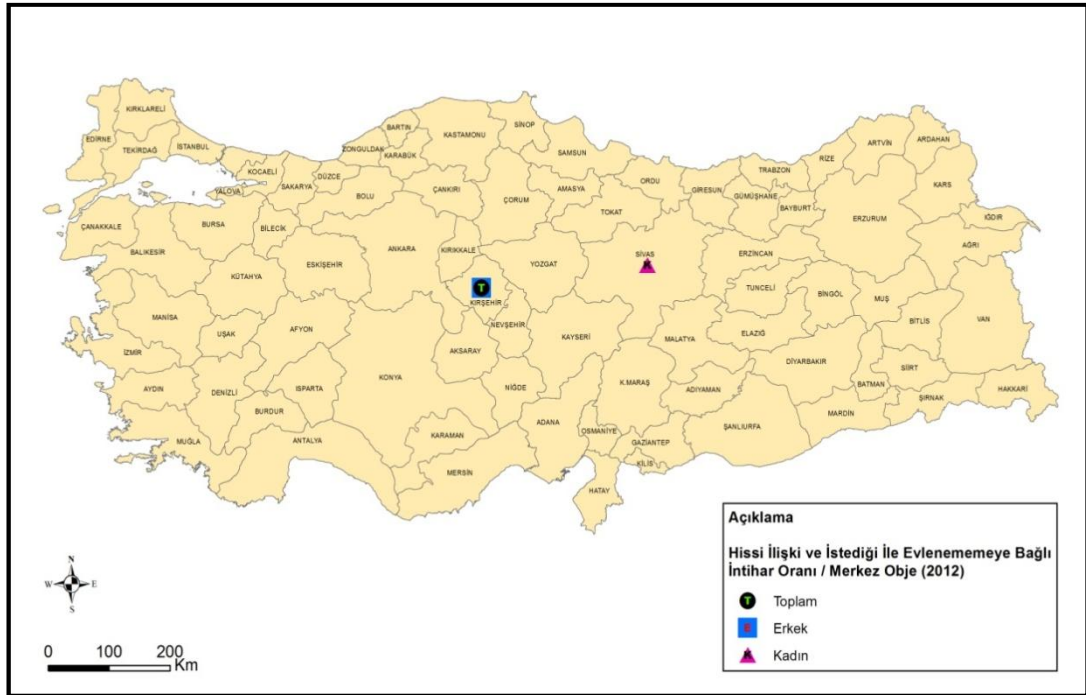 KIRKLARELİ
EDİRNE
TEKİRDAĞ
İSTANBUL
KOCAELİ
YALOVA
SAKARYA
DÜZCE
ZONGULDAK
BARTIN
KARABÜK
KASTAMONU
SİNOP
SAMSUN
ORDU
GİRESUN
TRABZON
RİZE
ARTVİN
ARDAHAN
KARS
IĞDIR
AĞRI
ERZURUM
BAYBURT
GÜMÜŞHANE
TOKAT
AMASYA
ÇORUM
ÇANKIRI
BOLU
BİLECİK
BURSA
ÇANAKKALE
BALIKESİR
KÜTAHYA
ESKİŞEHİR
ANKARA
KIRIKKALE
YOZGAT
SİVAS
K
ERZİNCAN
TUNCELİ
BİNGÖL
MUŞ
BİTLİS
VAN
T
KIRŞEHİR
NEVŞEHİR
KAYSERİ
MALATYA
ELAZIĞ
DİYARBAKIR
BATMAN
SİİRT
ŞIRNAK
HAKKARİ
MANİSA
UŞAK
AFYON
İZMİR
AYDIN
DENİZLİ
ISPARTA
BURDUR
KONYA
AKSARAY
NİĞDE
K.MARAŞ
ADIYAMAN
ŞANLIURFA
MARDİN
MUĞLA
ANTALYA
KARAMAN
MERSİN
ADANA
OSMANİYE
GAZİANTEP
KİLİS
HATAY
Açıklama
Hissi İlişki ve İstediği İle Evlenememeye Bağlı
İntihar Oranı / Merkez Obje (2012)
T Toplam
E Erkek
K Kadın
N
W E
S
0 100 200
Km